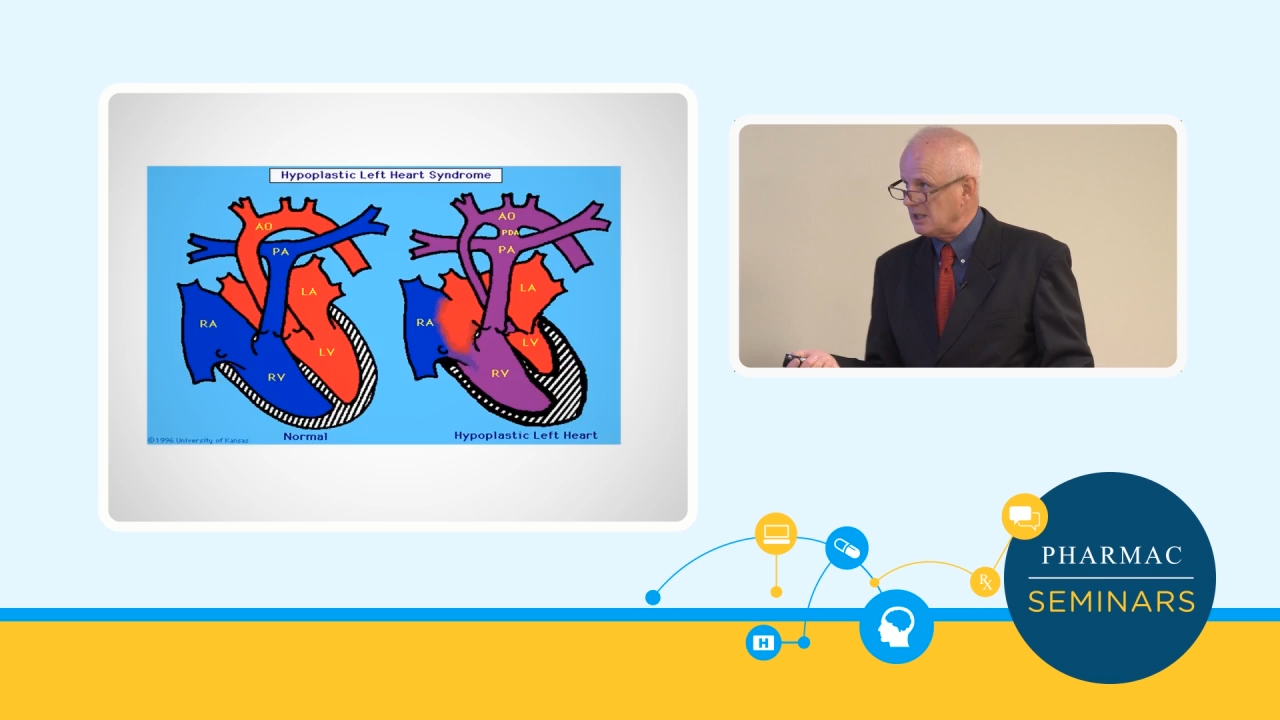 Hypoplastic Left Heart Syndrome
AO
PA
LA
RA
LV
RV
Normal
AO
PDA
PA
LA
RA
LV
RV
Hypoplastic Left Heart
©1996 University of Kansas
H
Rx
PHARMAC
SEMINARS